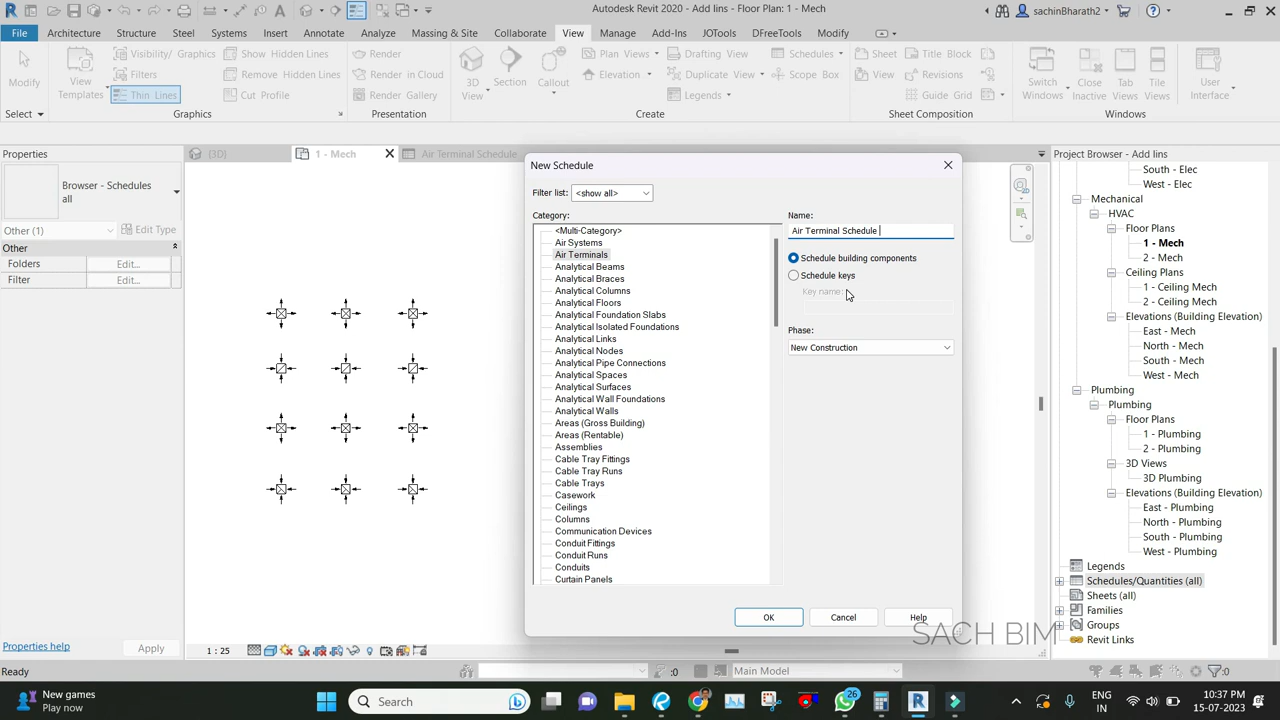 Autodesk Revit 2020 - Add Iins - Floor Plan: 1 - Mech
sachinBharath2
File Architecture Structure Steel Systems Insert Annotate Analyze Massing & Site Collaborate View Manage Add-Ins JOTools DFreeTools Modify
Modify
View Templates
Visibility/ Graphics
Filters
Thin Lines
Show Hidden Lines
Remove Hidden Lines
Cut Profile
Render
Render in Cloud
Render Gallery
3D View
Section
Callout
Plan Views
Elevation
Drafting View
Duplicate View
Legends
Schedules
Scope Box
Sheet
View
Title Block
Revisions
Guide Grid
Switch Windows
Close Inactive
Tab Views
Tile Views
User Interface
Select Graphics Presentation Create Sheet Composition Windows
Properties
{3D}
1 - Mech
Air Terminal Schedule
Project Browser - Add Iins
Browser - Schedules
all
Other (1)
Edit Type
Other
Folders Edit...
Filter Edit...
Properties help
Apply
New Schedule
Filter list: <show all>
Category:
<Multi-Category>
Air Systems
Air Terminals
Analytical Beams
Analytical Braces
Analytical Columns
Analytical Floors
Analytical Foundation Slabs
Analytical Isolated Foundations
Analytical Links
Analytical Nodes
Analytical Pipe Connections
Analytical Spaces
Analytical Surfaces
Analytical Wall Foundations
Analytical Walls
Areas (Gross Building)
Areas (Rentable)
Assemblies
Cable Tray Fittings
Cable Tray Runs
Cable Trays
Casework
Ceilings
Columns
Communication Devices
Conduit Fittings
Conduit Runs
Conduits
Curtain Panels
Name:
Air Terminal Schedule
Schedule building components
Schedule keys
Key name:
Phase:
New Construction
OK Cancel Help
South - Elec
West - Elec
Mechanical
HVAC
Floor Plans
1 - Mech
2 - Mech
Ceiling Plans
1 - Ceiling Mech
2 - Ceiling Mech
Elevations (Building Elevation)
East - Mech
North - Mech
South - Mech
West - Mech
Plumbing
Plumbing
Floor Plans
1 - Plumbing
2 - Plumbing
3D Views
3D Plumbing
Elevations (Building Elevation)
East - Plumbing
North - Plumbing
South - Plumbing
West - Plumbing
Legends
Schedules/Quantities (all)
Sheets (all)
Families
Groups
Revit Links
SACH BIM
1 : 25
Ready
:0
Main Model
:0
New games
Play now
Search
26
ENG
IN
10:37 PM
15-07-2023